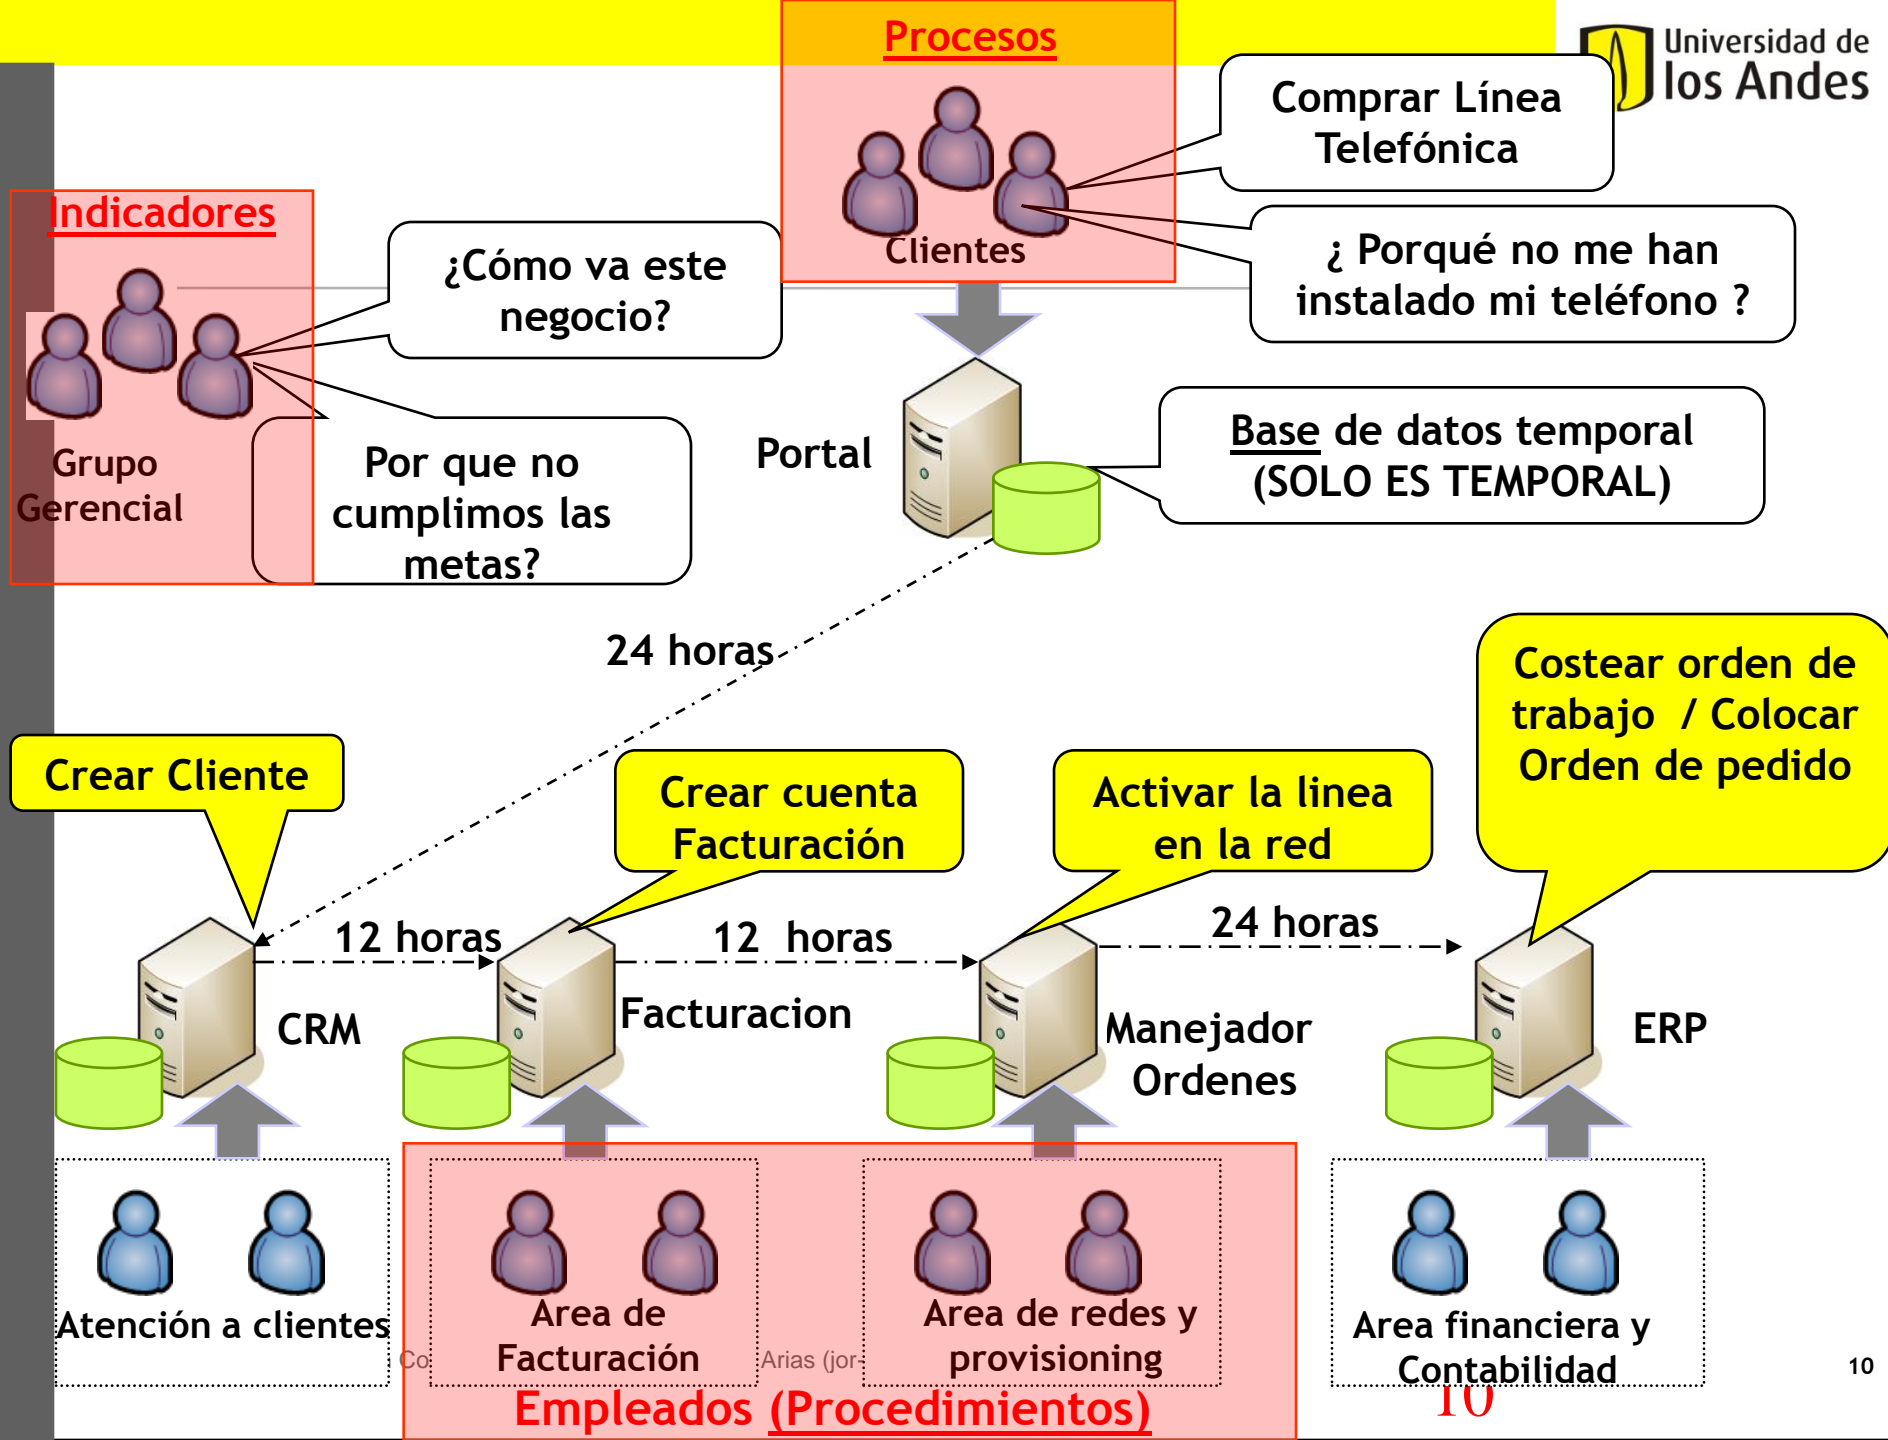 Procesos
Universidad de
los Andes
Comprar Línea
Telefónica
Indicadores
Clientes
¿Cómo va este
negocio?
¿ Porqué no me han
instalado mi teléfono ?
Grupo
Gerencial
Por que no
cumplimos las
metas?
Portal
Base de datos temporal
(SOLO ES TEMPORAL)
24 horas
Costear orden de
trabajo / Colocar
Orden de pedido
Crear Cliente
Crear cuenta
Facturación
Activar la linea
en la red
12 horas
12 horas
24 horas
CRM
Facturacion
Manejador
Ordenes
ERP
Atención a clientes
Area de
Facturación
Area de redes y
provisioning
Area financiera y
Contabilidad
Co
Arias (jor-
10
10
Empleados (Procedimientos)